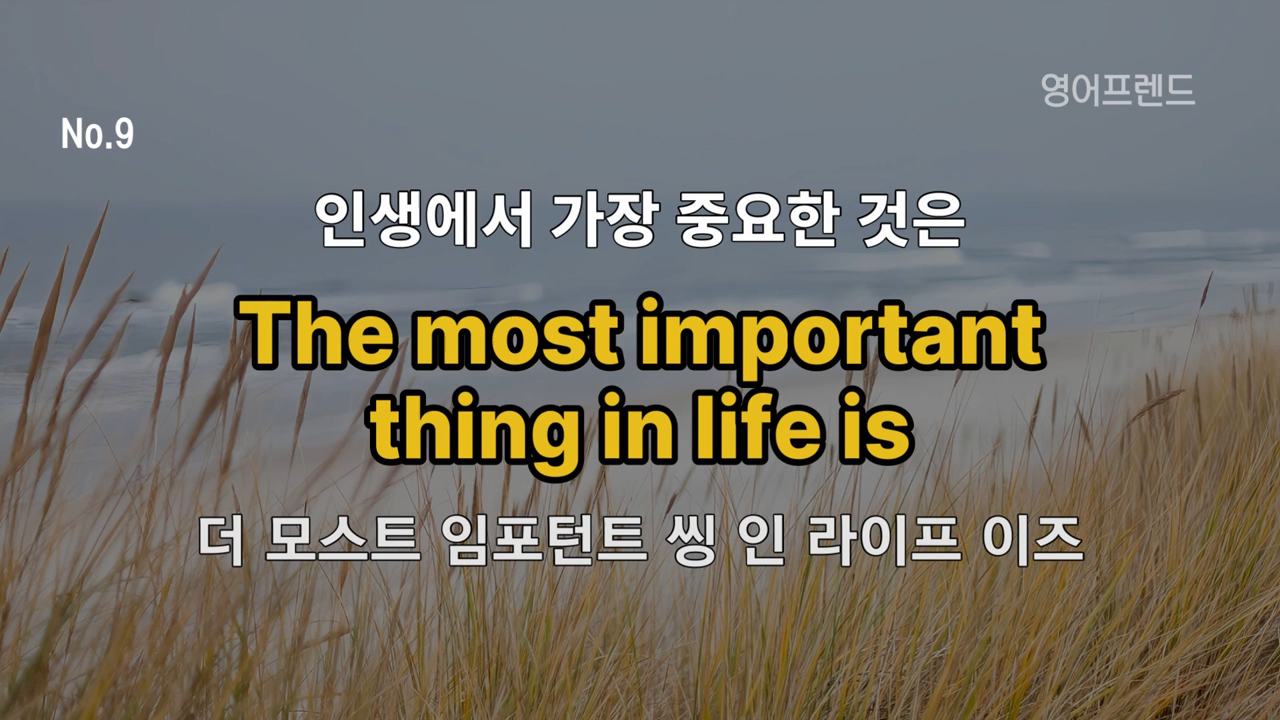 영어프렌드
No.9
인생에서 가장 중요한 것은
The most important
thing in life is
더 모스트 임포턴트 씽 인 라이프 이즈